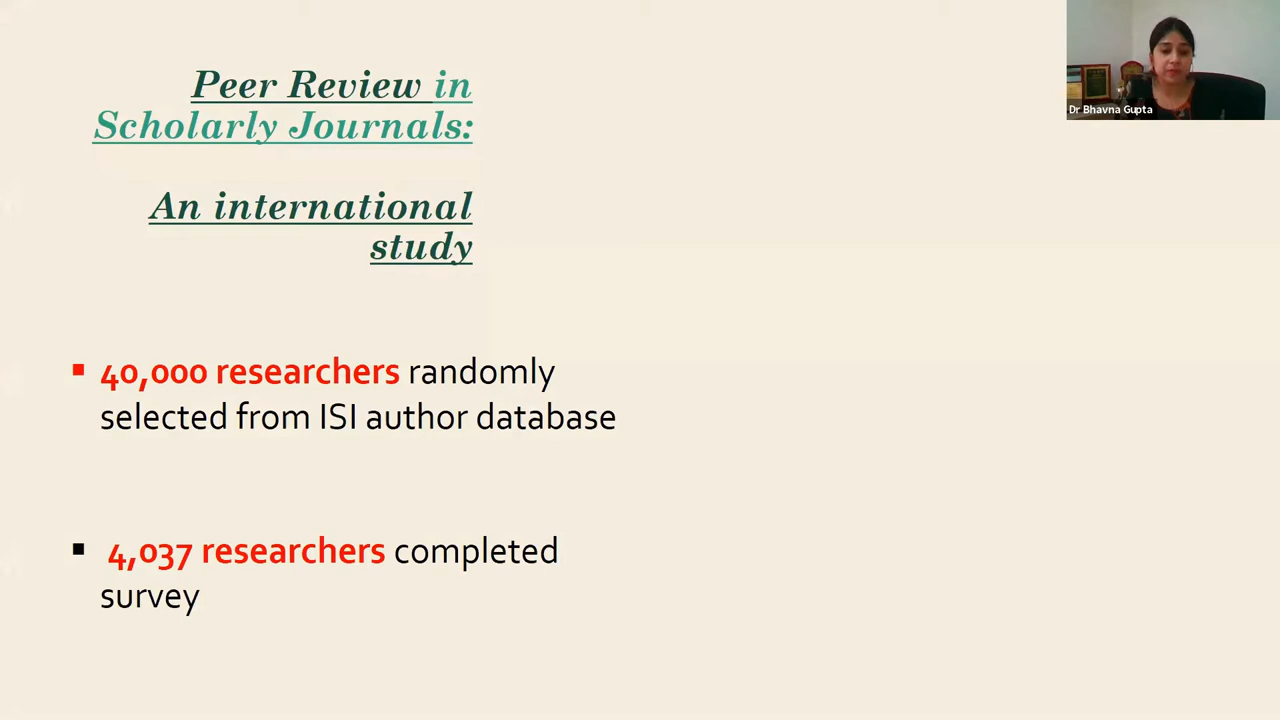 Peer Review in
Scholarly Journals:
An international
study
40,000 researchers randomly
selected from ISI author database
4,037 researchers completed
survey
Dr Bhavna Gupta